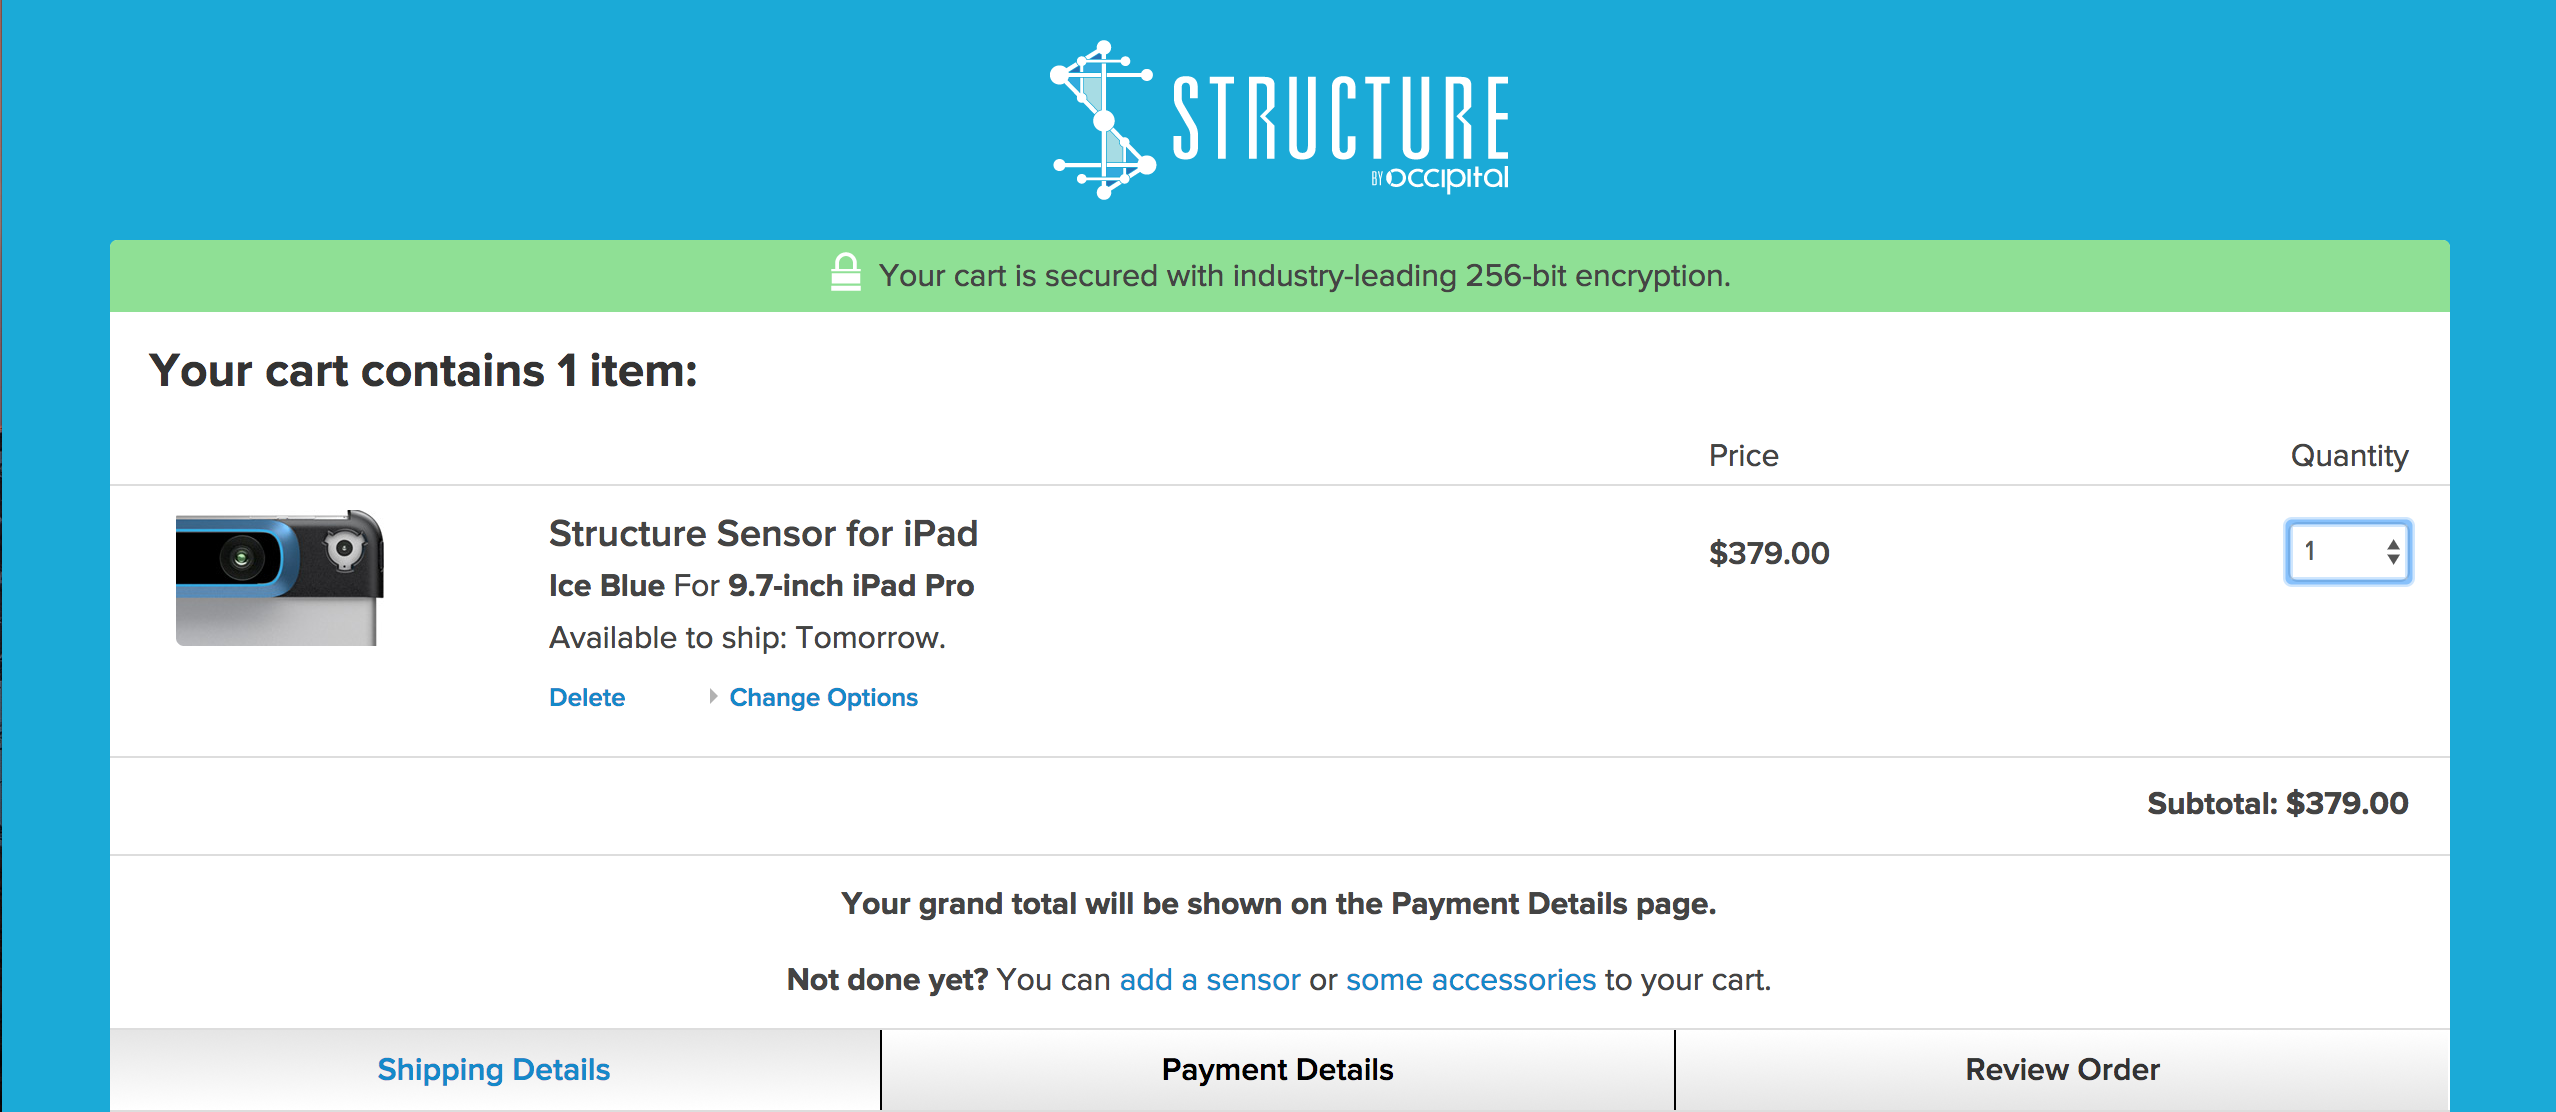 STRUCTURE
BY occipital
Your cart is secured with industry-leading 256-bit encryption.
Your cart contains 1 item:
Price Quantity
Structure Sensor for iPad
Ice Blue For 9.7-inch iPad Pro
$379.00 1
Available to ship: Tomorrow.
Delete Change Options
Subtotal: $379.00
Your grand total will be shown on the Payment Details page.
Not done yet? You can add a sensor or some accessories to your cart.
Shipping Details Payment Details Review Order